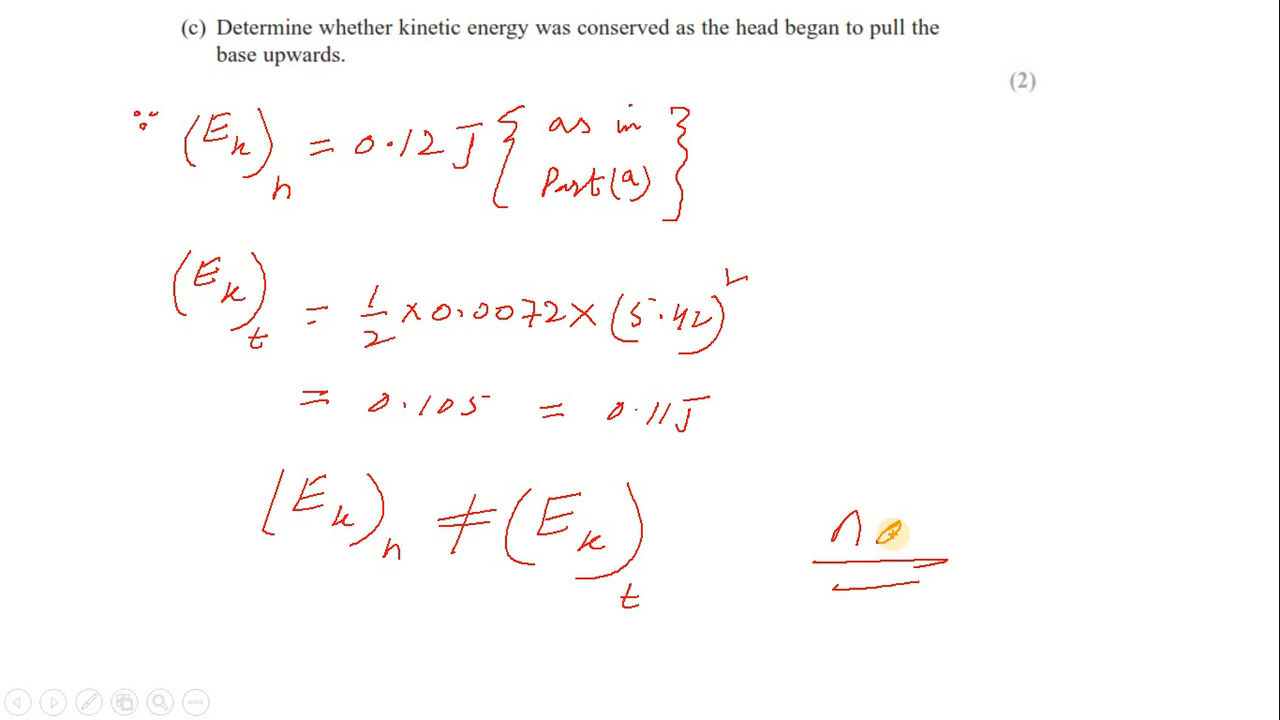 (c) Determine whether kinetic energy was conserved as the head began to pull the
base upwards.
(2)
∵ (Ek)h = 0.12 J { as in Part (a) }
(Ek)t = 1/2 × 0.0072 × (5.42)²
= 0.105 = 0.11 J
(Ek)h ≠ (Ek)t
no